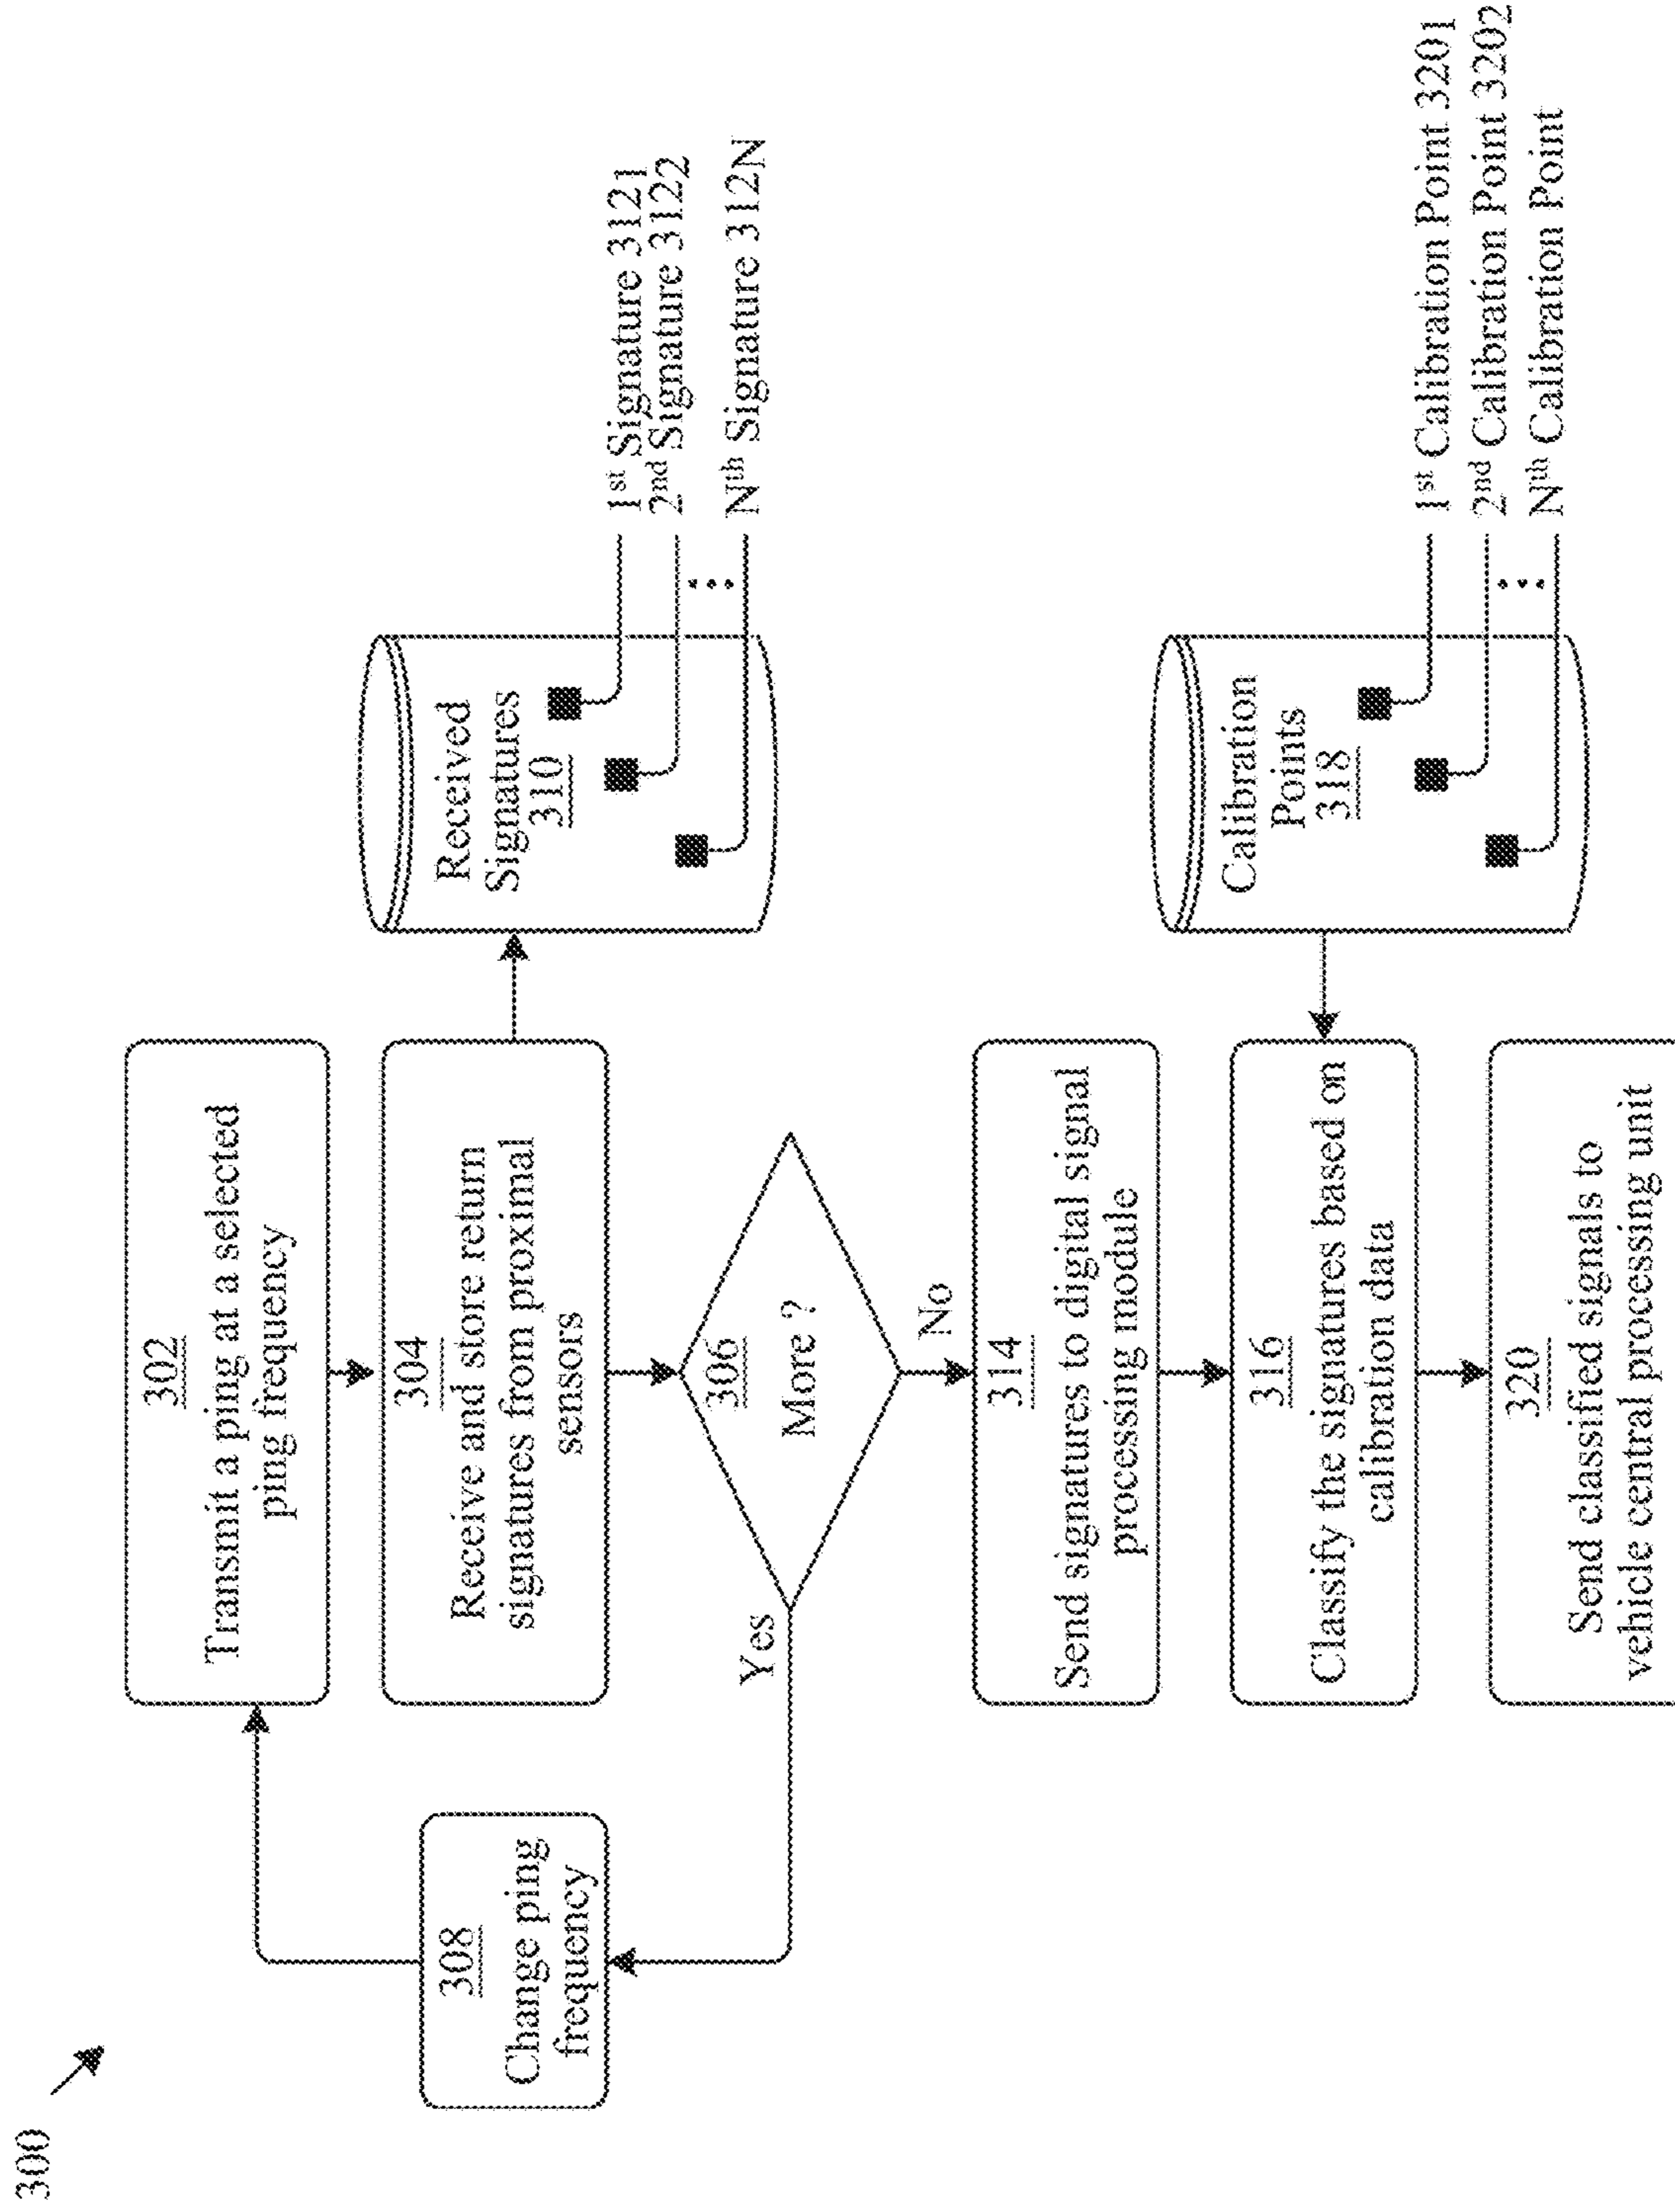 300
302
Transmit a ping at a selected
ping frequency
304
Receive and store return
signatures from proximal
sensors
Received
Signatures
310
1st Signature 3121
2nd Signature 3122
Nth Signature 312N
306
More ?
Yes
No
308
Change ping
frequency
314
Send signatures to digital signal
processing module
316
Classify the signatures based on
calibration data
Calibration
Points
318
1st Calibration Point 3201
2nd Calibration Point 3202
Nth Calibration Point
320
Send classified signals to
vehicle central processing unit